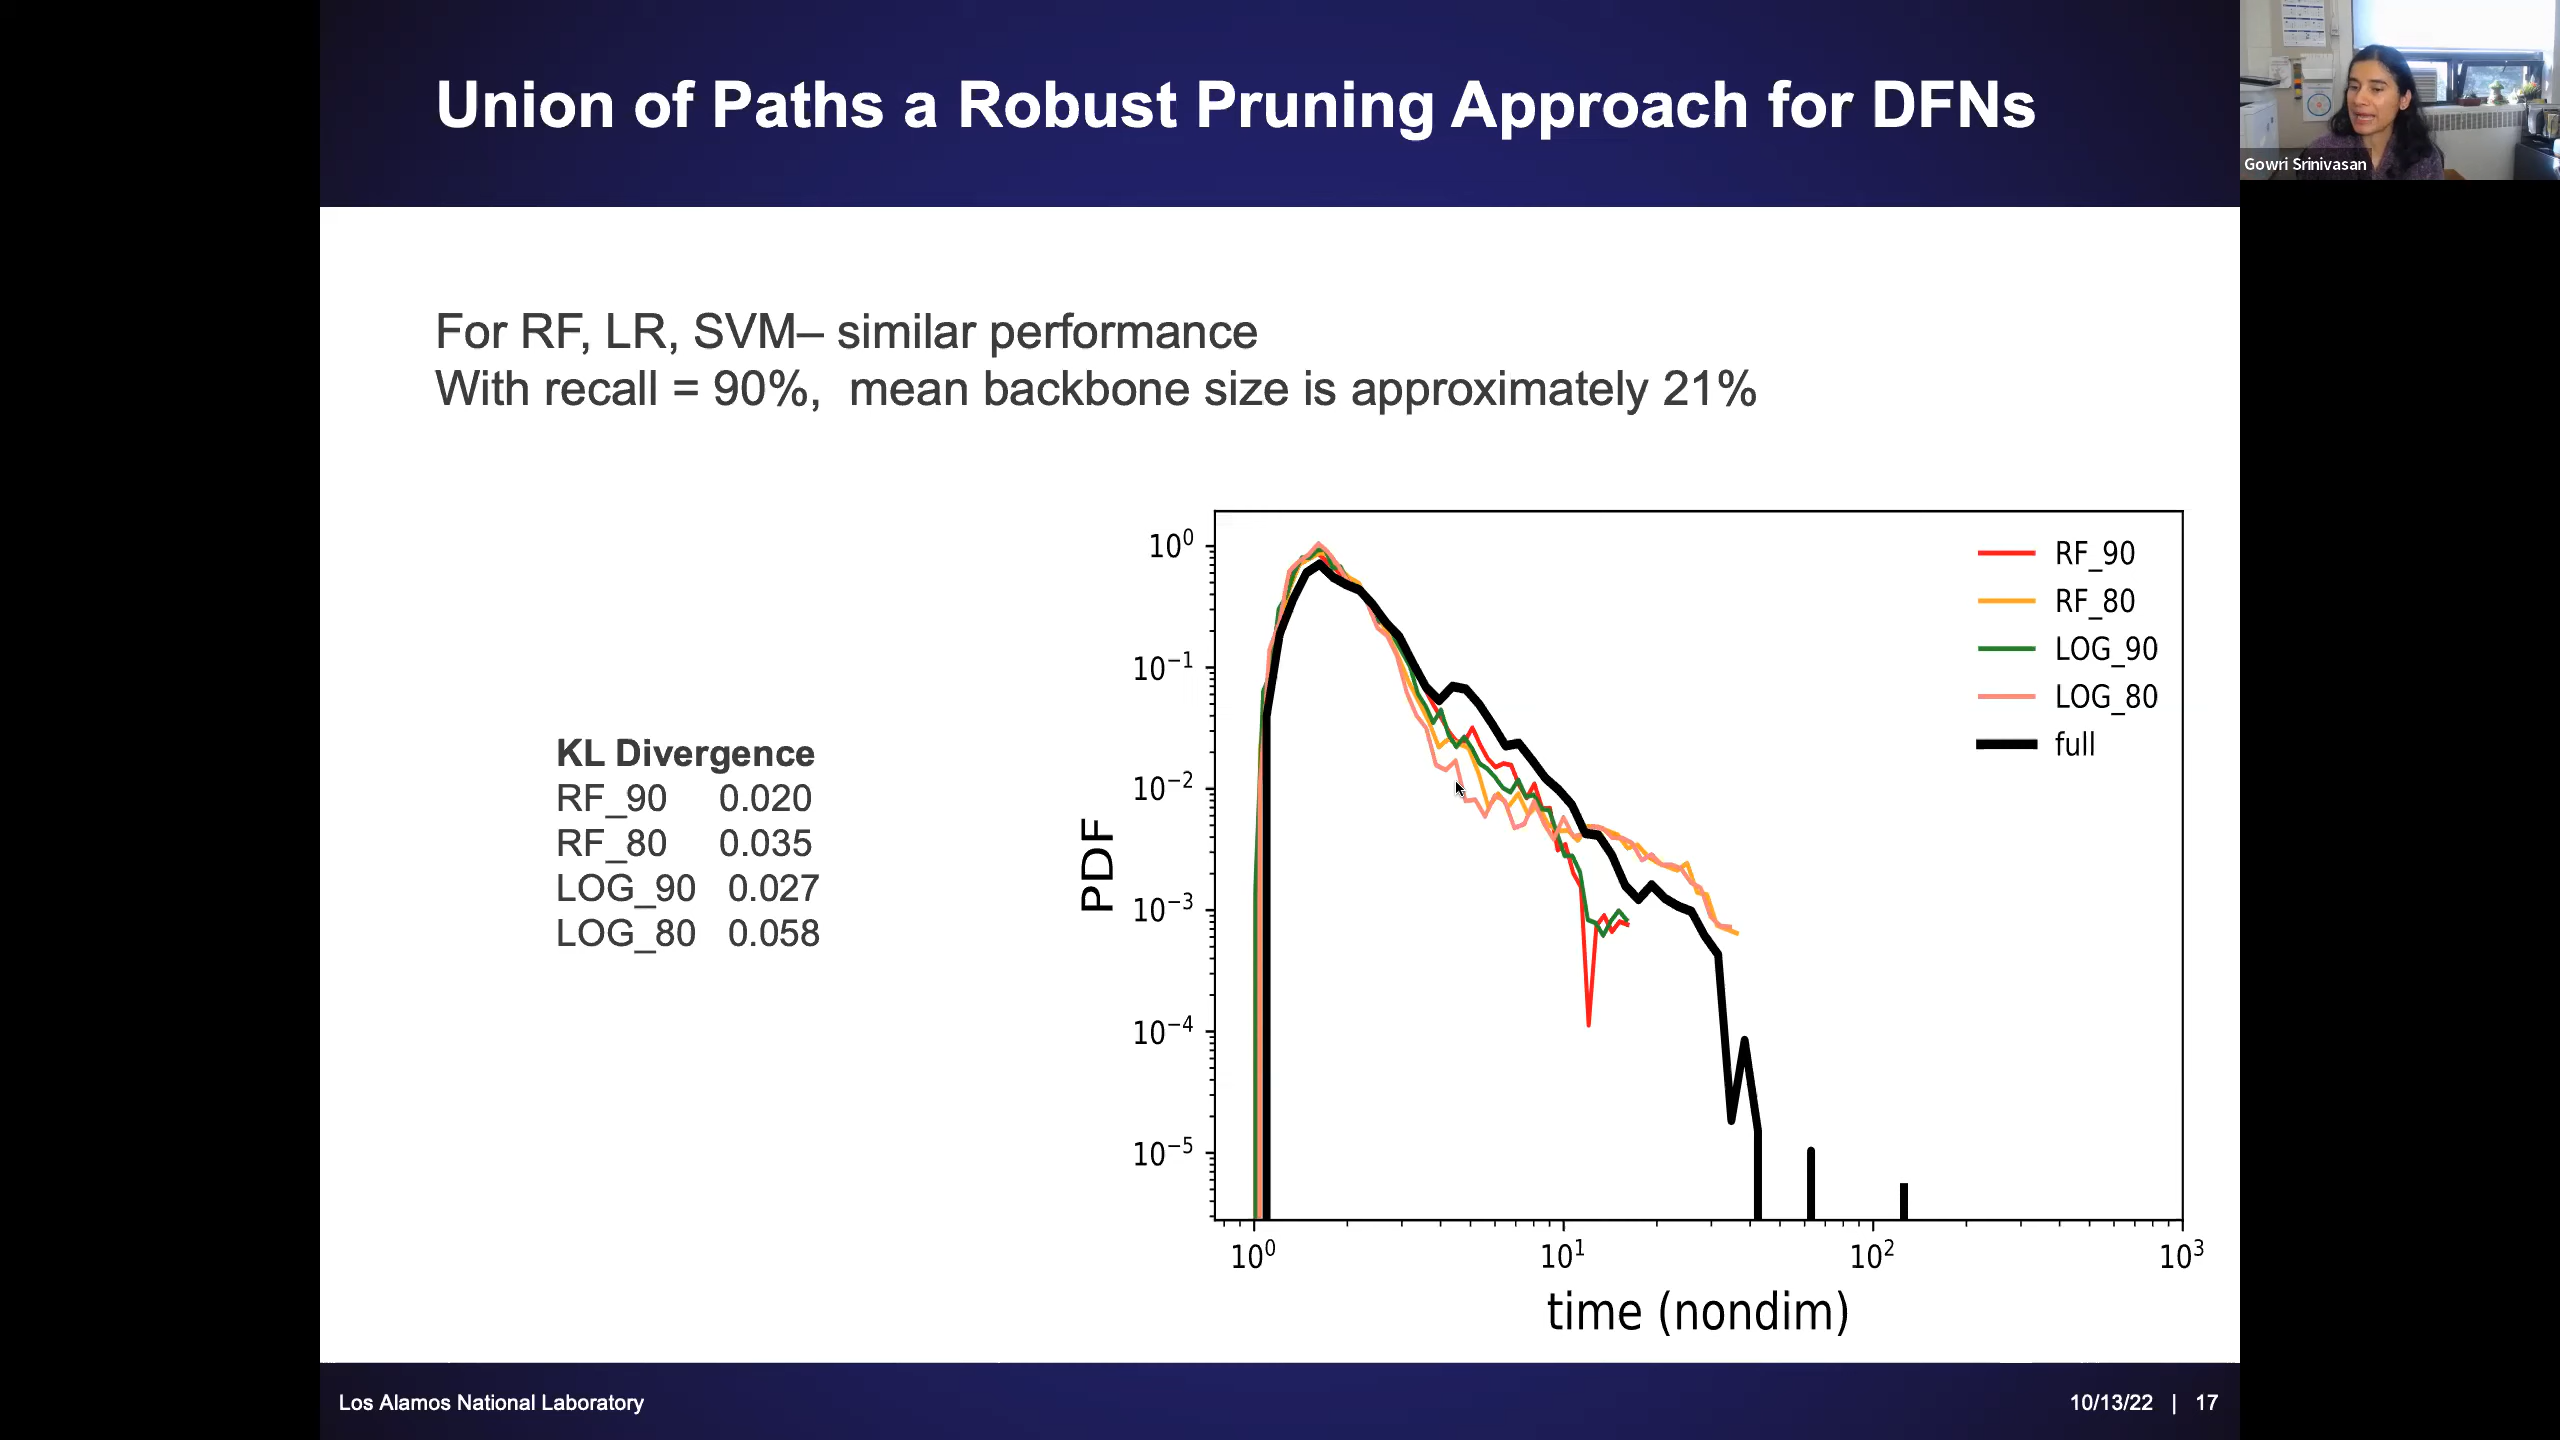 Union of Paths a Robust Pruning Approach for DFNs
Gowri Srinivasan
For RF, LR, SVM– similar performance
With recall = 90%, mean backbone size is approximately 21%
KL Divergence
RF_90 0.020
RF_80 0.035
LOG_90 0.027
LOG_80 0.058
PDF
10⁰
10⁻¹
10⁻²
10⁻³
10⁻⁴
10⁻⁵
RF_90
RF_80
LOG_90
LOG_80
full
10⁰ 10¹ 10² 10³
time (nondim)
Los Alamos National Laboratory
10/13/22 | 17